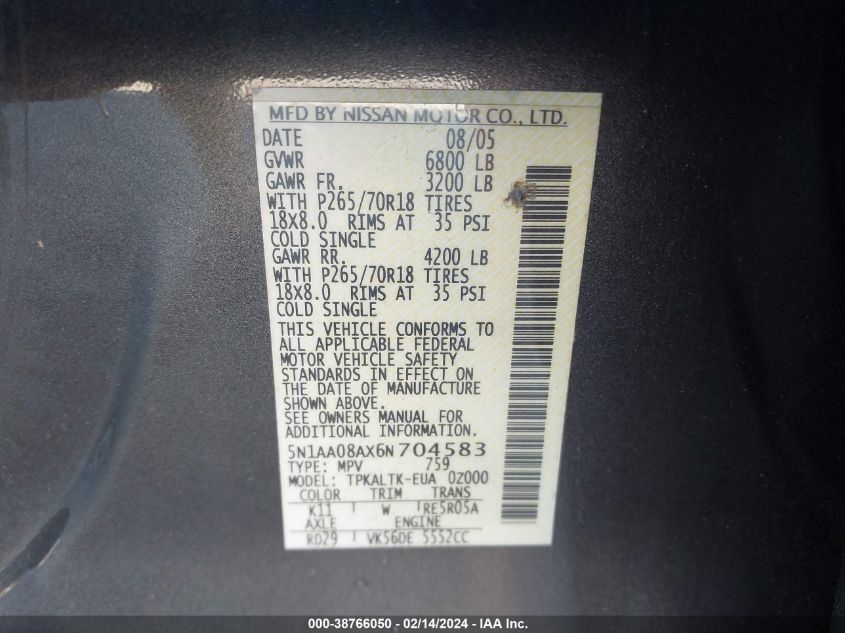 MFD BY NISSAN MOTOR CO., LTD.
DATE 08/05
GVWR 6800 LB
GAWR FR. 3200 LB
WITH P265/70R18 TIRES
18X8.0 RIMS AT 35 PSI
COLD SINGLE
GAWR RR. 4200 LB
WITH P265/70R18 TIRES
18X8.0 RIMS AT 35 PSI
COLD SINGLE
THIS VEHICLE CONFORMS TO
ALL APPLICABLE FEDERAL
MOTOR VEHICLE SAFETY
STANDARDS IN EFFECT ON
THE DATE OF MANUFACTURE
SHOWN ABOVE.
SEE OWNERS MANUAL FOR
ADDITIONAL INFORMATION.
5N1AA08AX6N704583
TYPE: MPV 759
MODEL: TPKALTK-EUA 0Z000
COLOR TRIM TRANS
K11 W RE5R05A
AXLE ENGINE
RD29 VK56DE 5552CC
000-38766050 - 02/14/2024 - IAA Inc.